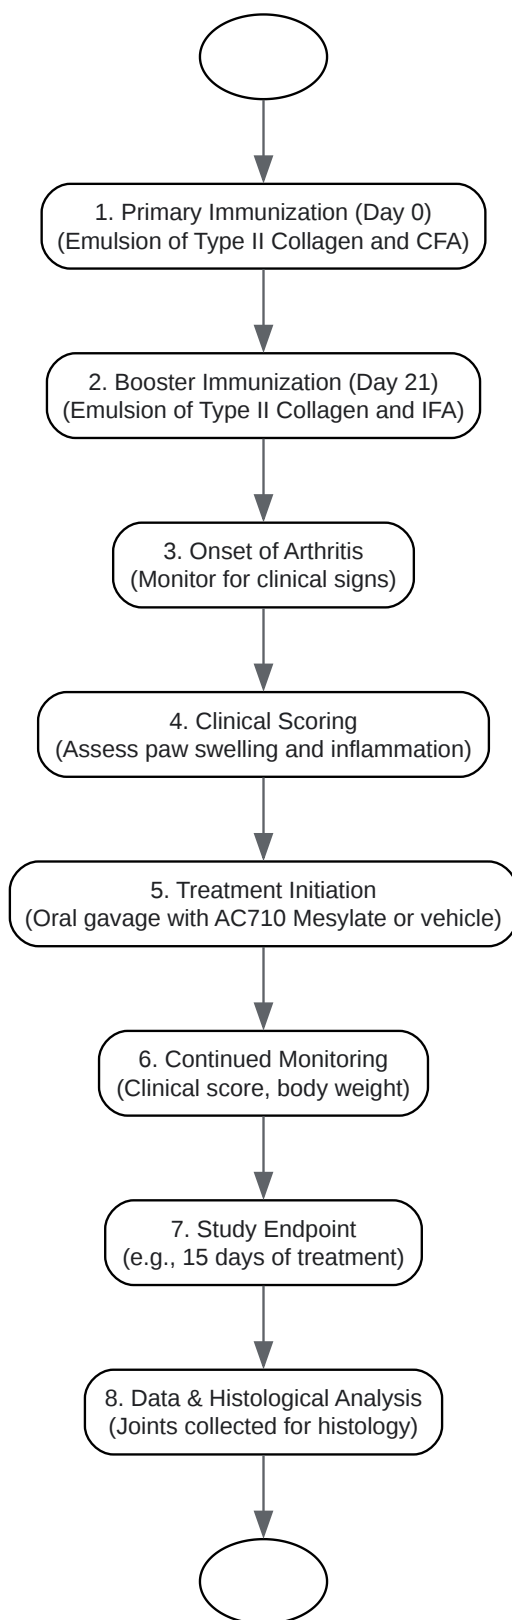 1. Primary Immunization (Day 0)
(Emulsion of Type II Collagen and CFA)
2. Booster Immunization (Day 21)
(Emulsion of Type II Collagen and IFA)
3. Onset of Arthritis
(Monitor for clinical signs)
4. Clinical Scoring
(Assess paw swelling and inflammation)
5. Treatment Initiation
(Oral gavage with AC710 Mesylate or vehicle)
6. Continued Monitoring
(Clinical score, body weight)
7. Study Endpoint
(e.g., 15 days of treatment)
8. Data & Histological Analysis
(Joints collected for histology)